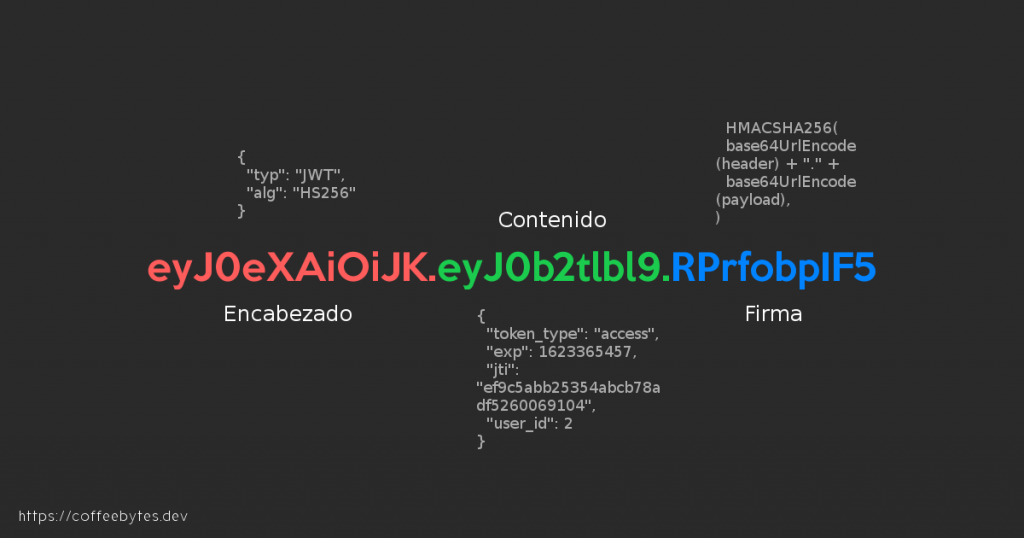 {
  "typ": "JWT",
  "alg": "HS256"
}
HMACSHA256(
base64UrlEncode
(header) + "." +
base64UrlEncode
(payload),
)
Contenido
eyJ0eXAiOiJK.eyJ0b2tlbl9.RPrfobpIF5
Encabezado
Firma
{
  "token_type": "access",
  "exp": 1623365457,
  "jti":
"ef9c5abb25354abcb78a
df5260069104",
  "user_id": 2
}
https://coffeebytes.dev